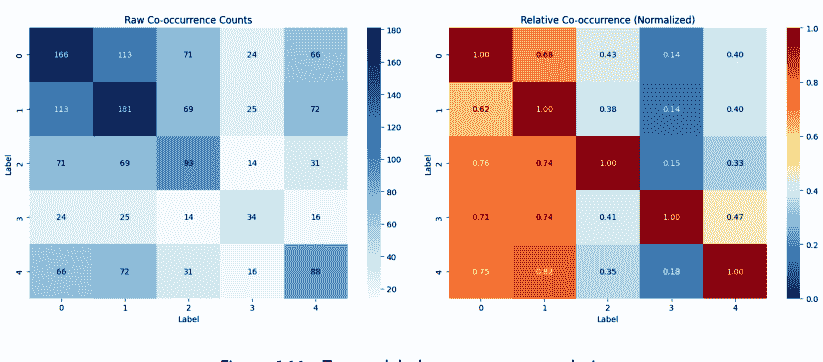 Raw Co-occurrence Counts
0 166 113 71 24 66
1 113 181 69 25 72
2 71 69 93 14 31
3 24 25 14 34 16
4 66 72 31 16 88
0 1 2 3 4
Label
Label
180
160
140
120
100
80
60
40
20
Relative Co-occurrence (Normalized)
0 1.00 0.68 0.43 0.14 0.40
1 0.62 1.00 0.38 0.14 0.40
2 0.76 0.74 1.00 0.15 0.33
3 0.71 0.74 0.41 1.00 0.47
4 0.75 0.82 0.35 0.18 1.00
0 1 2 3 4
Label
Label
1.0
0.8
0.6
0.4
0.2
0.0